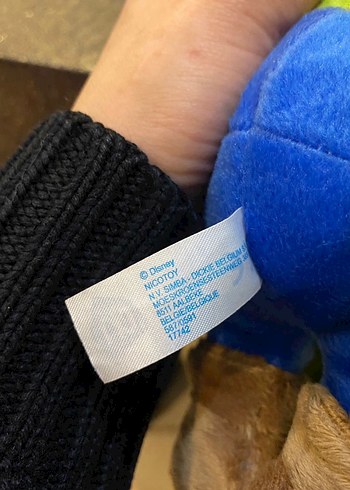 © Disney
NICOTOY
N.V. SIMBA - DICKIE BELGIUM
MOESKROENSESTEENWEG
8511 AALBEKE
BELGIE/BELGIQUE
587/0591
17742